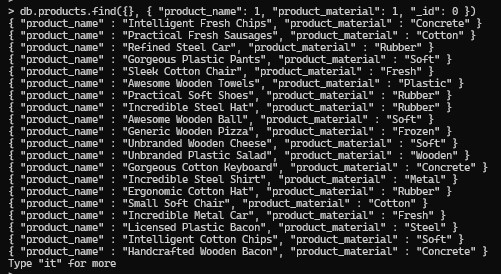 > db.products.find({}, { "product_name": 1, "product_material": 1, "_id": 0 })
{ "product_name" : "Intelligent Fresh Chips", "product_material" : "Concrete" }
{ "product_name" : "Practical Fresh Sausages", "product_material" : "Cotton" }
{ "product_name" : "Refined Steel Car", "product_material" : "Rubber" }
{ "product_name" : "Gorgeous Plastic Pants", "product_material" : "Soft" }
{ "product_name" : "Sleek Cotton Chair", "product_material" : "Fresh" }
{ "product_name" : "Awesome Wooden Towels", "product_material" : "Plastic" }
{ "product_name" : "Practical Soft Shoes", "product_material" : "Rubber" }
{ "product_name" : "Incredible Steel Hat", "product_material" : "Rubber" }
{ "product_name" : "Awesome Wooden Ball", "product_material" : "Soft" }
{ "product_name" : "Generic Wooden Pizza", "product_material" : "Frozen" }
{ "product_name" : "Unbranded Wooden Cheese", "product_material" : "Soft" }
{ "product_name" : "Unbranded Plastic Salad", "product_material" : "Wooden" }
{ "product_name" : "Gorgeous Cotton Keyboard", "product_material" : "Concrete" }
{ "product_name" : "Incredible Steel Shirt", "product_material" : "Metal" }
{ "product_name" : "Ergonomic Cotton Hat", "product_material" : "Rubber" }
{ "product_name" : "Small Soft Chair", "product_material" : "Cotton" }
{ "product_name" : "Incredible Metal Car", "product_material" : "Fresh" }
{ "product_name" : "Licensed Plastic Bacon", "product_material" : "Steel" }
{ "product_name" : "Intelligent Cotton Chips", "product_material" : "Soft" }
{ "product_name" : "Handcrafted Wooden Bacon", "product_material" : "Concrete" }
Type "it" for more